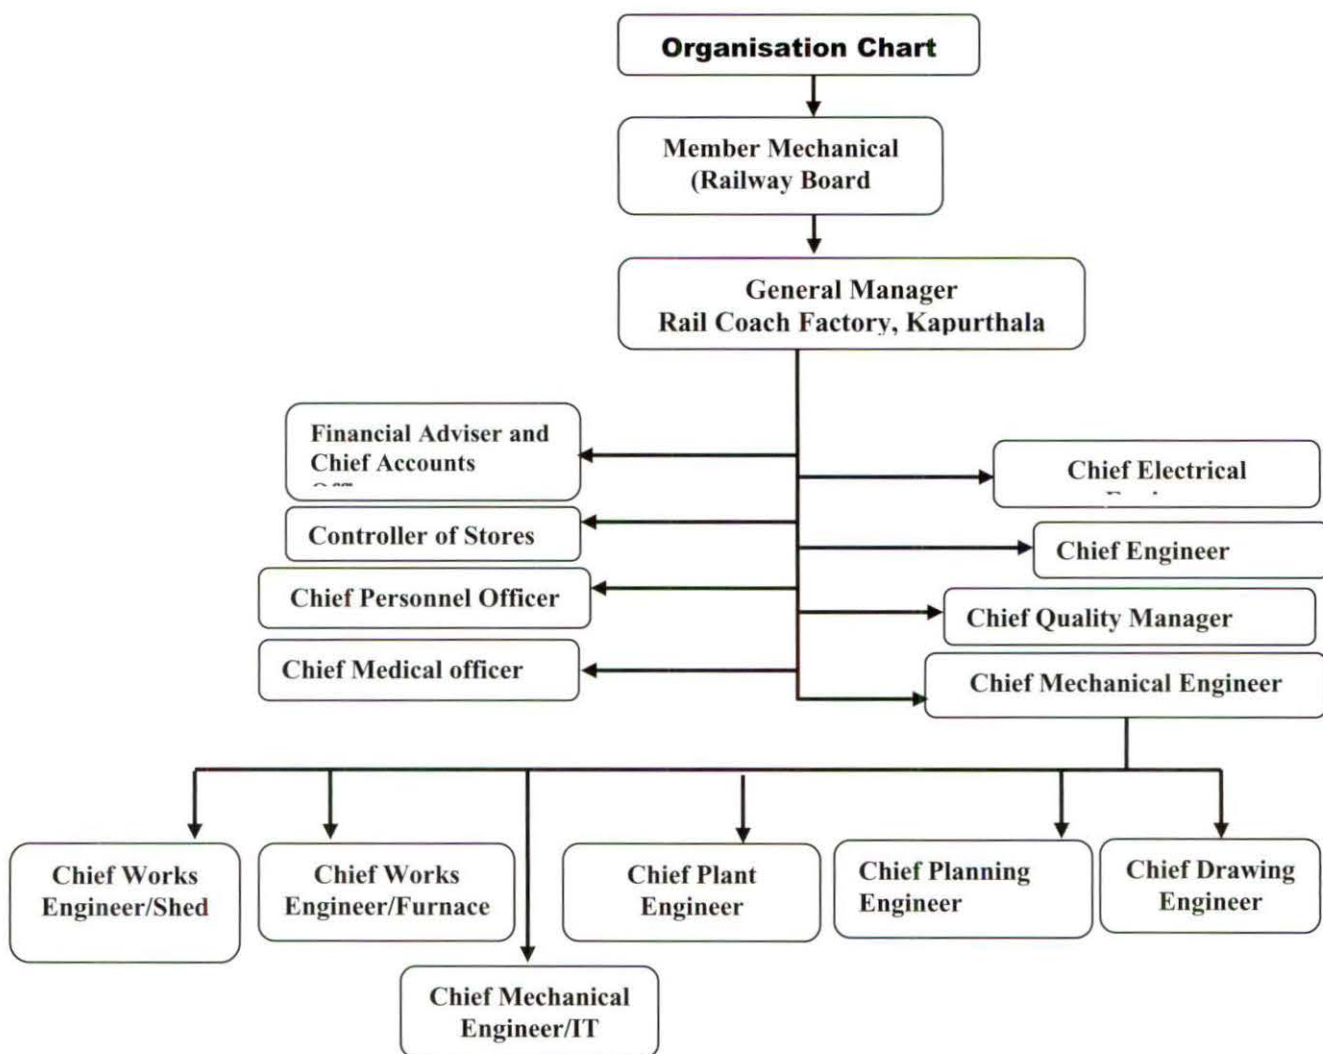 Organisation Chart
Member Mechanical
(Railway Board
General Manager
Rail Coach Factory, Kapurthala
Financial Adviser and
Chief Accounts
Chief Electrical
Controller of Stores
Chief Engineer
Chief Personnel Officer
Chief Quality Manager
Chief Medical officer
Chief Mechanical Engineer
Chief Works
Engineer/Shed
Chief Works
Engineer/Furnace
Chief Plant
Engineer
Chief Planning
Engineer
Chief Drawing
Engineer
Chief Mechanical
Engineer/IT